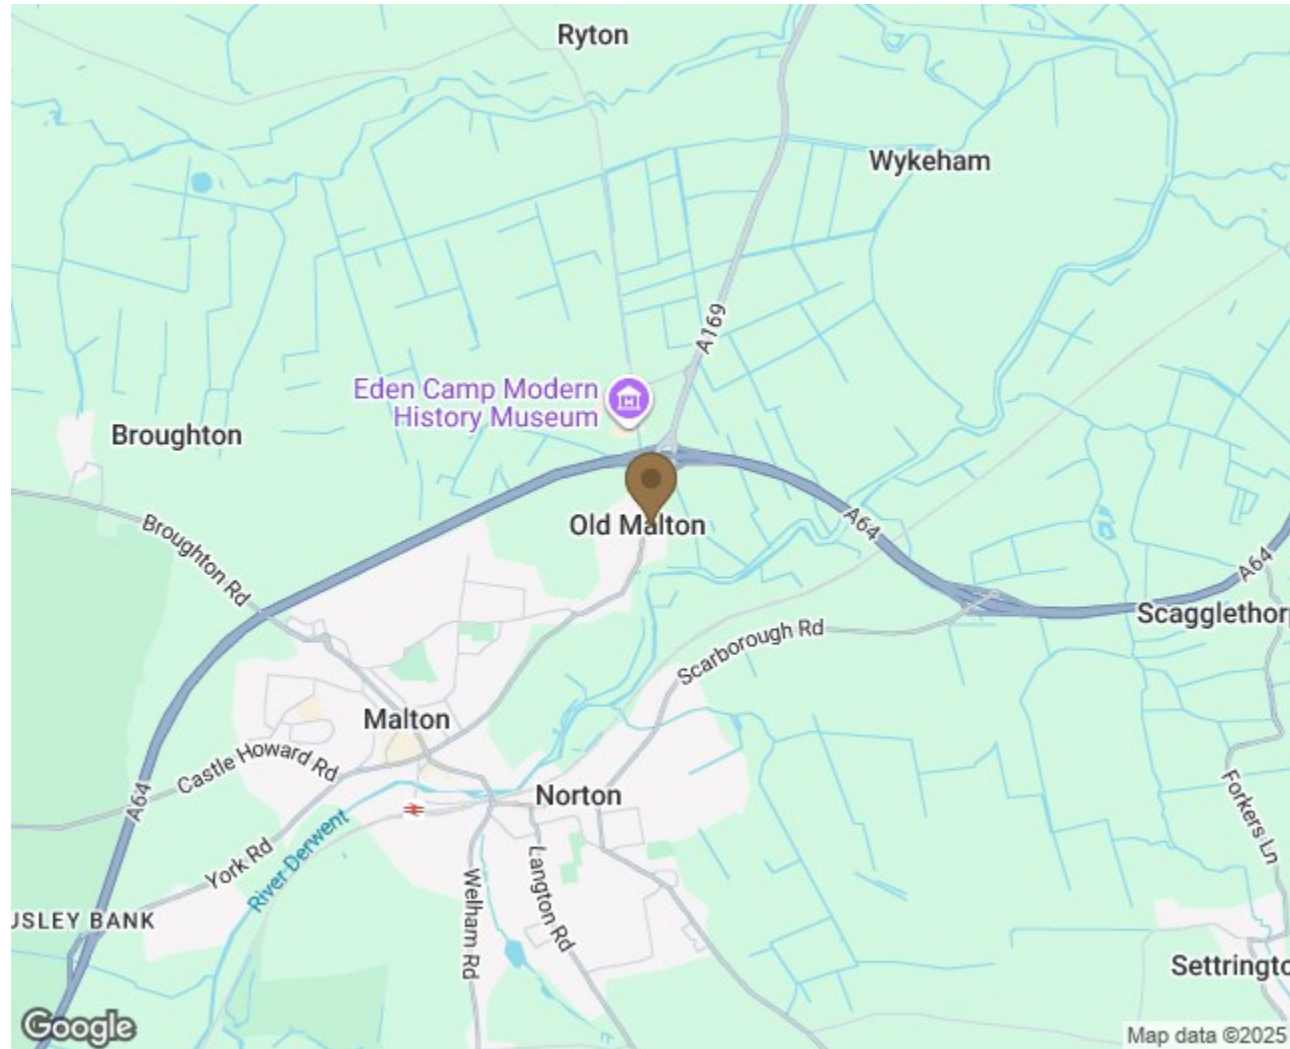 Ryton
Wykeham
A169
Eden Camp Modern
History Museum
Broughton
Old Malton
A64
Broughton Rd
A64
Scagglethorp
Scarborough Rd
Malton
Castle Howard Rd
A64
Norton
York Rd
River Derwent
Langton Rd
Welham Rd
Forkers Ln
USLEY BANK
Settringto
Google
Map data ©2025